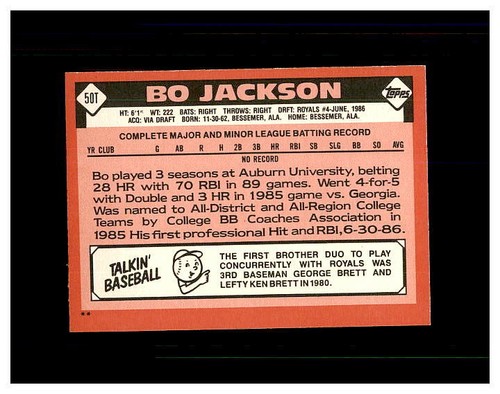 50T
BO JACKSON
Topps
HT: 6'1" WT: 222 BATS: RIGHT THROWS: RIGHT DRFT: ROYALS #4-JUNE, 1986
ACQ: VIA DRAFT BORN: 11-30-62, BESSEMER, ALA. HOME: BESSEMER, ALA.
COMPLETE MAJOR AND MINOR LEAGUE BATTING RECORD
YR CLUB G AB R H 2B 3B HR RBI SB SLG BB SO AVG
NO RECORD
Bo played 3 seasons at Auburn University, belting
28 HR with 70 RBI in 89 games. Went 4-for-5
with Double and 3 HR in 1985 game vs. Georgia.
Was named to All-District and All-Region College
Teams by College BB Coaches Association in
1985 His first professional Hit and RBI, 6-30-86.
TALKIN'
BASEBALL
THE FIRST BROTHER DUO TO PLAY
CONCURRENTLY WITH ROYALS WAS
3RD BASEMAN GEORGE BRETT AND
LEFTY KEN BRETT IN 1980.
**